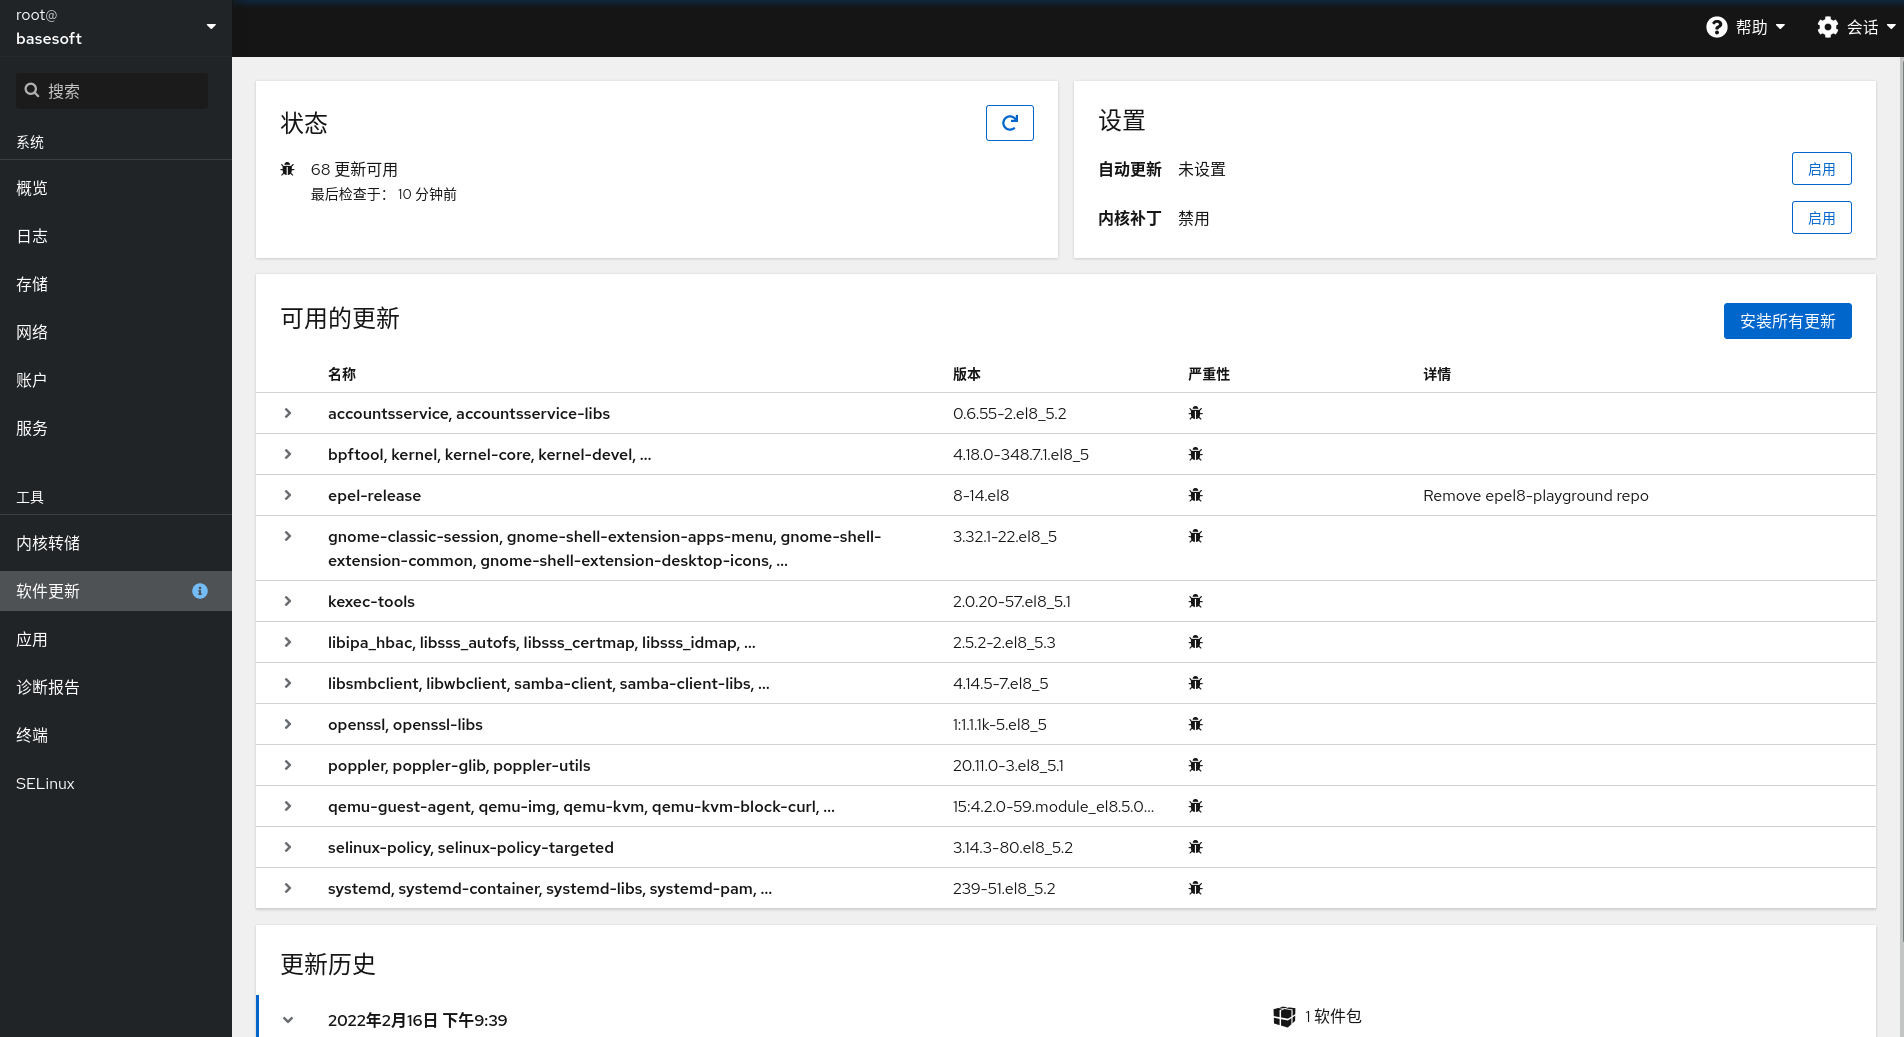 root@
basesoft
帮助
会话
搜索
系统
概览
日志
存储
网络
账户
服务
工具
内核转储
软件更新
应用
诊断报告
终端
SELinux
状态
68 更新可用
最后检查于： 10 分钟前
设置
自动更新 未设置 启用
内核补丁 禁用 启用
可用的更新
安装所有更新
名称 版本 严重性 详情
accountsservice, accountsservice-libs 0.6.55-2.el8_5.2
bpftool, kernel, kernel-core, kernel-devel, ... 4.18.0-348.7.1.el8_5
epel-release 8-14.el8 Remove epel8-playground repo
gnome-classic-session, gnome-shell-extension-apps-menu, gnome-shell- 3.32.1-22.el8_5
extension-common, gnome-shell-extension-desktop-icons, ...
kexec-tools 2.0.20-57.el8_5.1
libipa_hbac, libsss_autofs, libsss_certmap, libsss_idmap, ... 2.5.2-2.el8_5.3
libsmbclient, libwbclient, samba-client, samba-client-libs, ... 4.14.5-7.el8_5
openssl, openssl-libs 1:1.1.1k-5.el8_5
poppler, poppler-glib, poppler-utils 20.11.0-3.el8_5.1
qemu-guest-agent, qemu-img, qemu-kvm, qemu-kvm-block-curl, ... 15:4.2.0-59.module_el8.5.0...
selinux-policy, selinux-policy-targeted 3.14.3-80.el8_5.2
systemd, systemd-container, systemd-libs, systemd-pam, ... 239-51.el8_5.2
更新历史
2022年2月16日 下午9:39 1 软件包